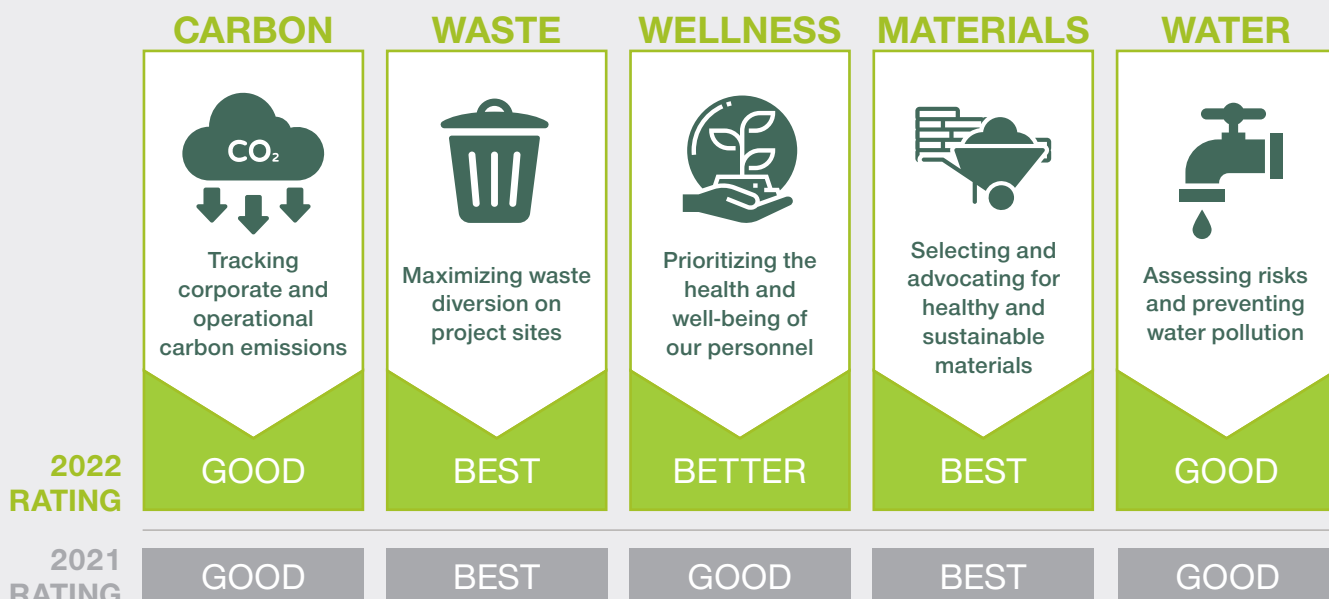 CARBON
WASTE
WELLNESS
MATERIALS
WATER
CO₂
Tracking
corporate and
operational
carbon emissions
Maximizing waste
diversion on
project sites
Prioritizing the
health and
well-being of
our personnel
Selecting and
advocating for
healthy and
sustainable
materials
Assessing risks
and preventing
water pollution
2022
RATING
GOOD
BEST
BETTER
BEST
GOOD
2021
RATING
GOOD
BEST
GOOD
BEST
GOOD